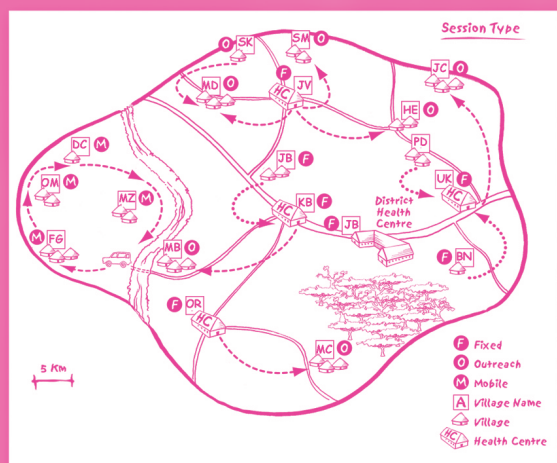 Session Type
SK O
SM O
JC O
MD O
F
HC JV
HE O
PD
DC M
JB F
UK F
HC
DM M
MZ M
KB F
HC
District
Health
Centre
F JB
M FG
MB O
F BN
F OR
HC
MC O
5 Km
F Fixed
O Outreach
M Mobile
A Village Name
Village
HC Health Centre